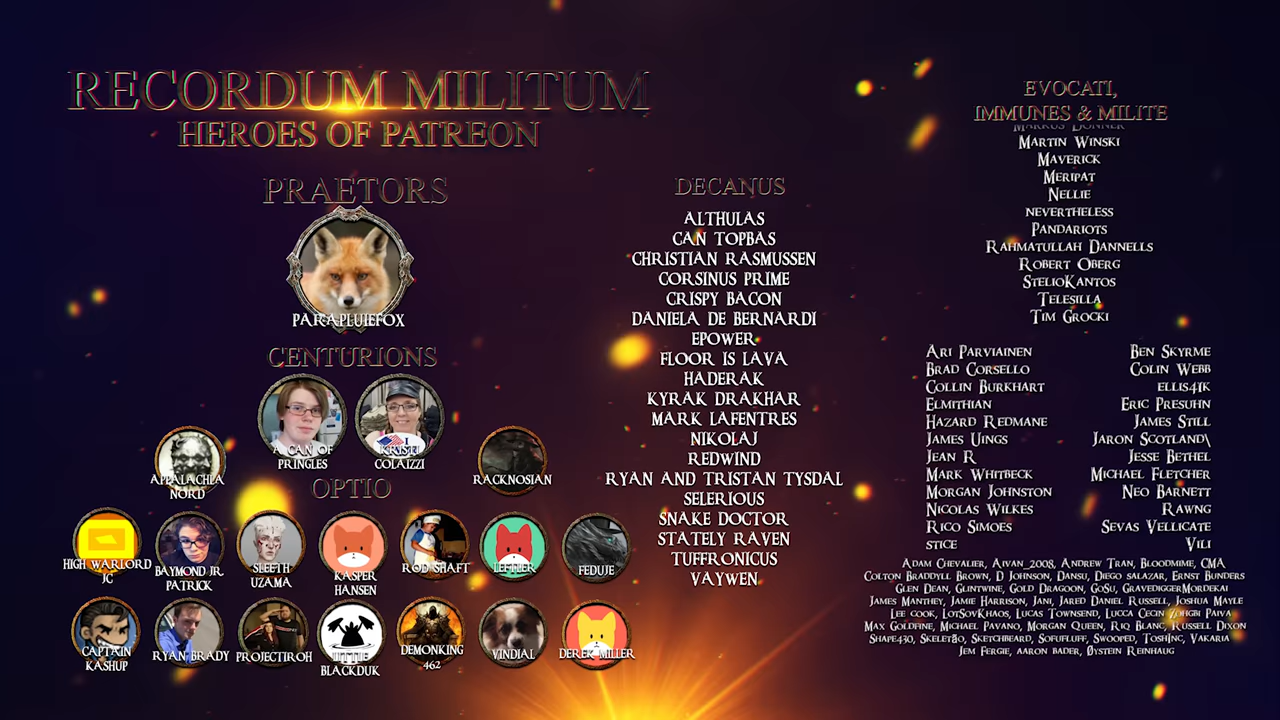 RECORDUM MILITUM
HEROES OF PATREON
PRAETORS
PARAPLUIEFOX
CENTURIONS
A CAN OF
PRINGLES
KRISTI
COLAIZZI
OPTIO
APPALACHIA
NORD
RACKNOSIAN
HIGH WARLORD
JG
BAYMOND JR.
PATRICK
SLEETH
UZAMA
KASPER
HANSEN
ROD SHAFT
LEFTLER
FEDUJE
CAPTAIN
KASHUP
RYAN BRADY
PROJECTIROH
LITTLE
BLACKDUK
DEMONKING
462
VINDIAL
DEREK MILLER
DECANUS
ALTHULAS
CAN TOPBAS
CHRISTIAN RASMUSSEN
CORSINUS PRIME
CRISPY BACON
DANIELA DE BERNARDI
EPOWER
FLOOR IS LAVA
HADERAK
KYRAK DRAKHAR
MARK LAFENTRES
NIKOLAJ
REDWIND
RYAN AND TRISTAN TYSDAL
SELERIOUS
SNAKE DOCTOR
STATELY RAVEN
TUFFRONICUS
VAYWEN
EVOCATI,
IMMUNES & MILITE
Markus Donner
Martin Winski
Maverick
Meripat
Nellie
nevertheless
Pandariots
Rahmatullah Dannells
Robert Oberg
StelioKantos
Telesilla
Tim Grocki
Ari Parviainen
Brad Corsello
Collin Burkhart
Elmithian
Hazard Redmane
James Uings
Jean R
Mark Whitbeck
Morgan Johnston
Nicolas Wilkes
Rico Simoes
stice
Ben Skyrme
Colin Webb
ellis41k
Eric Presuhn
James Still
Jaron Scotland\
Jesse Bethel
Michael Fletcher
Neo Barnett
Rawng
Sevas Vellicate
Vili
Adam Chevalier, Aivan_2008, Andrew Tran, Bloodmime, CMA
Colton Braddyll Brown, D Johnson, Dansu, Diego salazar, Ernst Bunders
Glen Dean, Glintwine, Gold Dragoon, GoSu, GravediggerMordekai
James Manthey, Jamie Harrison, Jani, Jared Daniel Russell, Joshua Mayle
Lee cook, LotSovKhaos, Lucas Townsend, Lucca Cegin Zohgbi Paiva
Max Goldfine, Michael Pavano, Morgan Queen, Riq Blanc, Russell Dixon
Shape430, Skelet80, Sketchbeard, Sofufluff, Swooped, ToshInc, Vakaria
Jem Fergie, aaron bader, Øystein Reinhaug